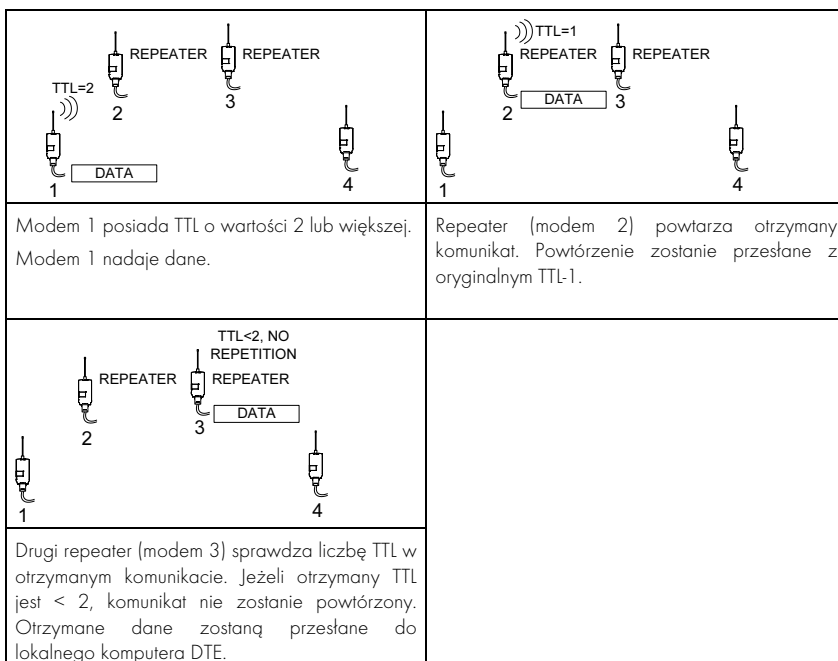 TTL=2
REPEATER
REPEATER
2
3
1
DATA
4
TTL=1
REPEATER
REPEATER
2
DATA
3
1
4
Modem 1 posiada TTL o wartości 2 lub większej.
Modem 1 nadaje dane.
Repeater (modem 2) powtarza otrzymany
komunikat. Powtórzenie zostanie przesłane z
oryginalnym TTL-1.
TTL<2, NO
REPETITION
REPEATER
REPEATER
2
3
DATA
1
4
Drugi repeater (modem 3) sprawdza liczbę TTL w
otrzymanym komunikacie. Jeżeli otrzymany TTL
jest < 2, komunikat nie zostanie powtórzony.
Otrzymane dane zostaną przesłane do
lokalnego komputera DTE.